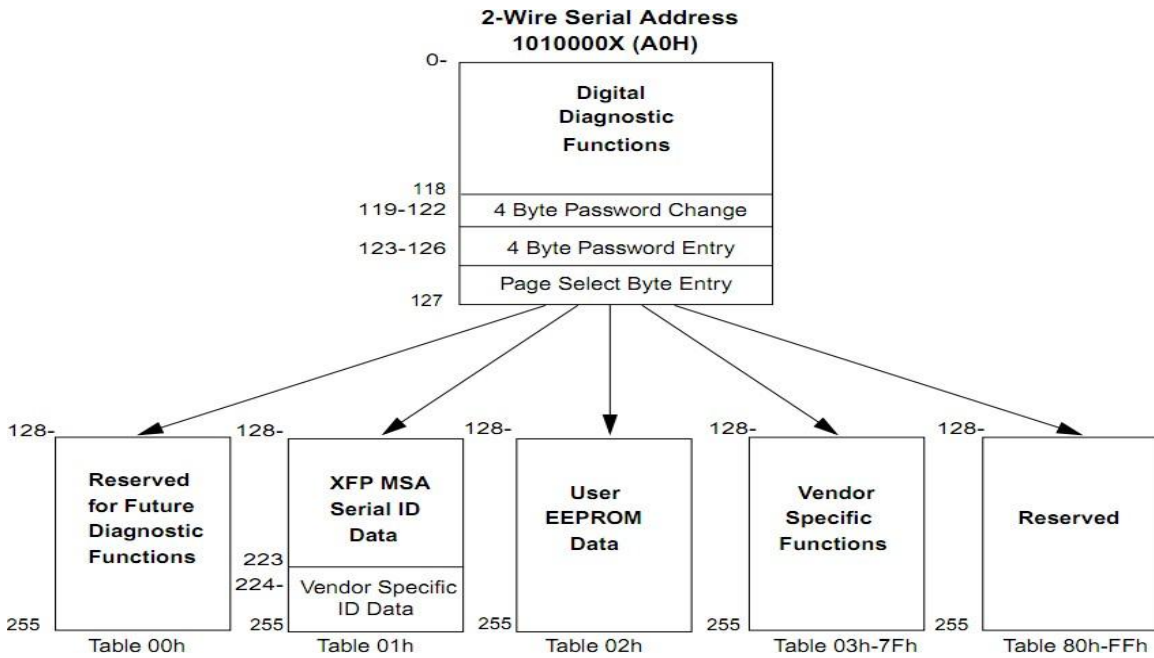 2-Wire Serial Address
1010000X (A0H)
0-
Digital
Diagnostic
Functions
118
119-122
4 Byte Password Change
123-126
4 Byte Password Entry
Page Select Byte Entry
127
128-
Reserved
for Future
Diagnostic
Functions
255
Table 00h
128-
XFP MSA
Serial ID
Data
223
224-
Vendor Specific
ID Data
255
Table 01h
128-
User
EEPROM
Data
255
Table 02h
128-
Vendor
Specific
Functions
255
Table 03h-7Fh
128-
Reserved
255
Table 80h-FFh